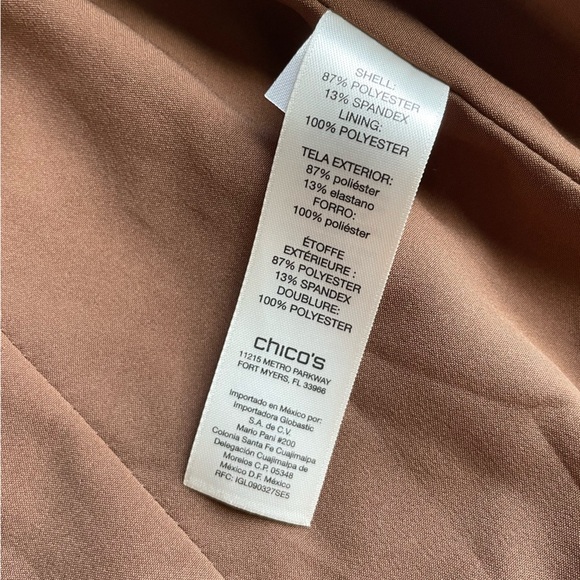 SHELL:
87% POLYESTER
13% SPANDEX
LINING:
100% POLYESTER
TELA EXTERIOR:
87% poliéster
13% elastano
FORRO:
100% poliéster
ÉTOFFE
EXTÉRIEURE :
87% POLYESTER
13% SPANDEX
DOUBLURE:
100% POLYESTER
chico's
11215 METRO PARKWAY
FORT MYERS, FL 33966
Importado en México por:
Importadora Globastic
S.A. de C.V.
Mario Pani #200
Colonia Santa Fe Cuajimalpa
Delegación Cuajimalpa de
Morelos C.P. 05348
México D.F. México
RFC: IGL090327SE5